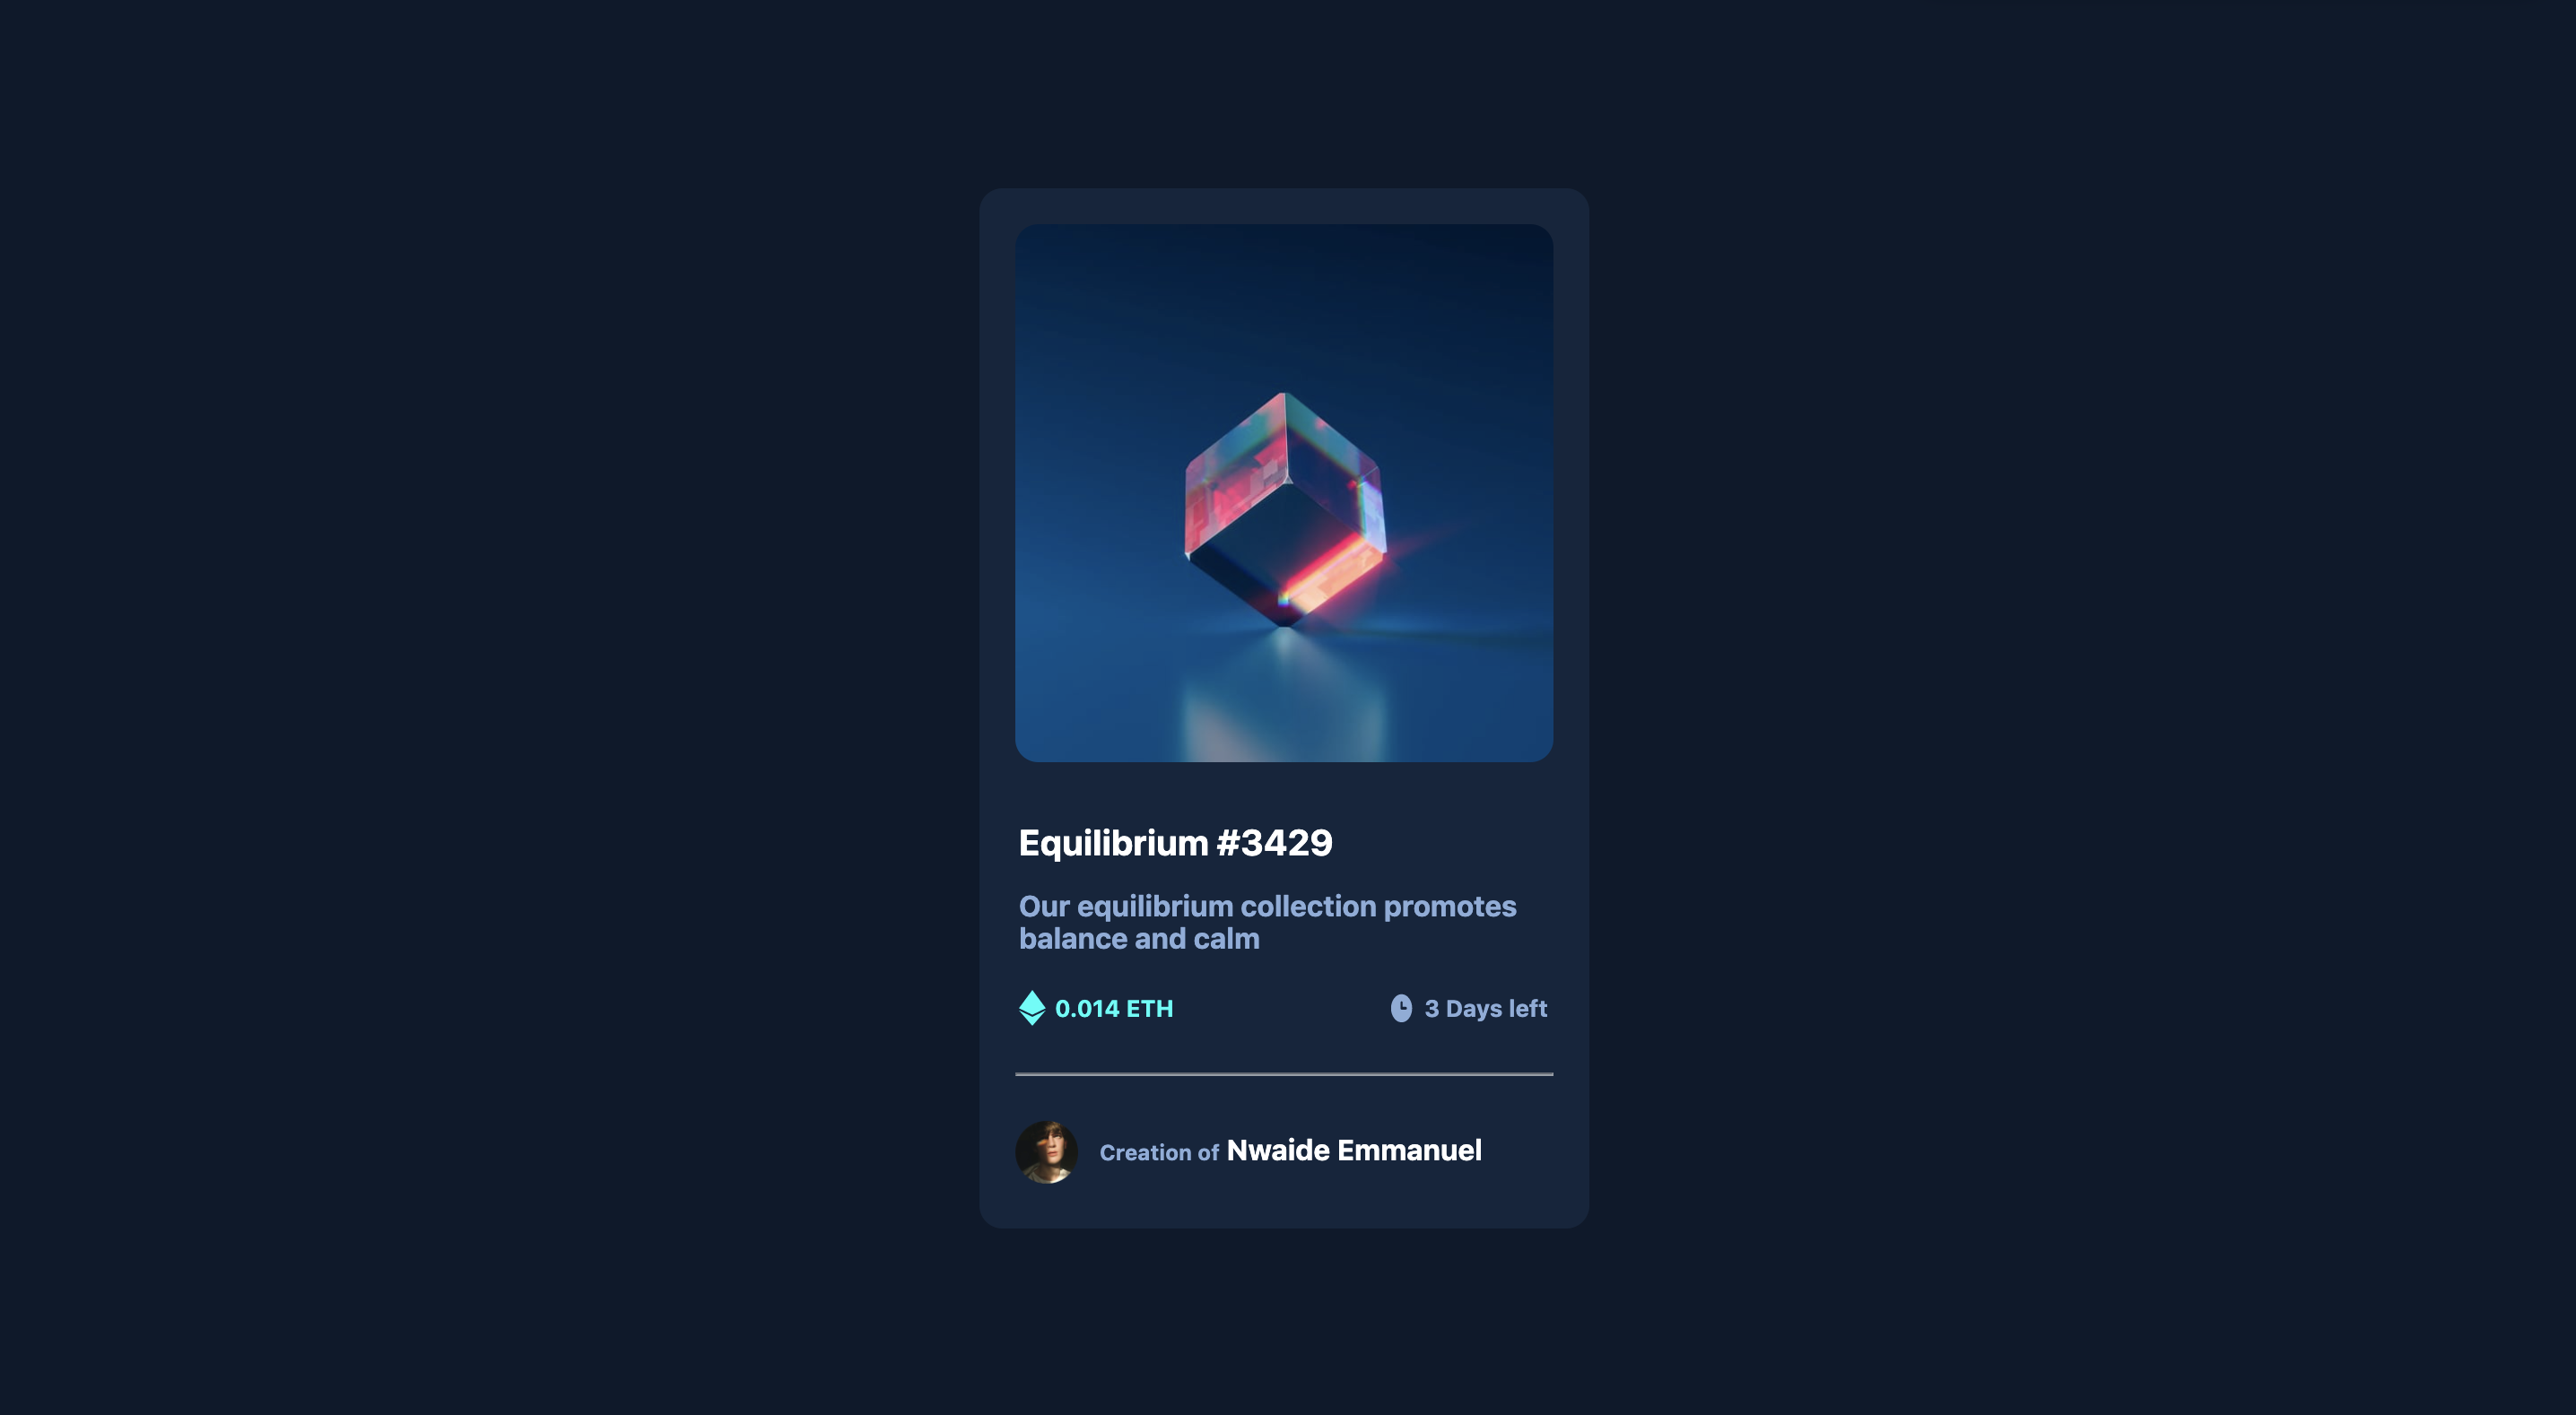 Equilibrium #3429
Our equilibrium collection promotes
balance and calm
0.014 ETH
3 Days left
Creation of Nwaide Emmanuel